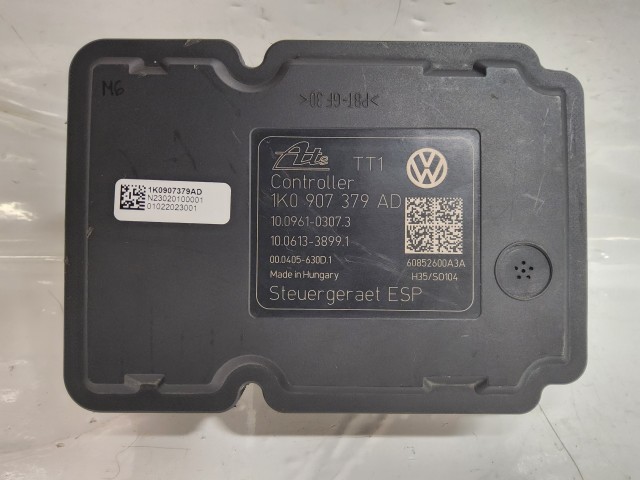 M6
>PBT-GF30<
1K0907379AD
N23020100001
01022023001
Ate TT1
Controller
1K0 907 379 AD
10.0961-0307.3
10.0613-3899.1
00.0405-630D.1
60852600A3A
Made in Hungary
H35/SO104
Steuergeraet ESP